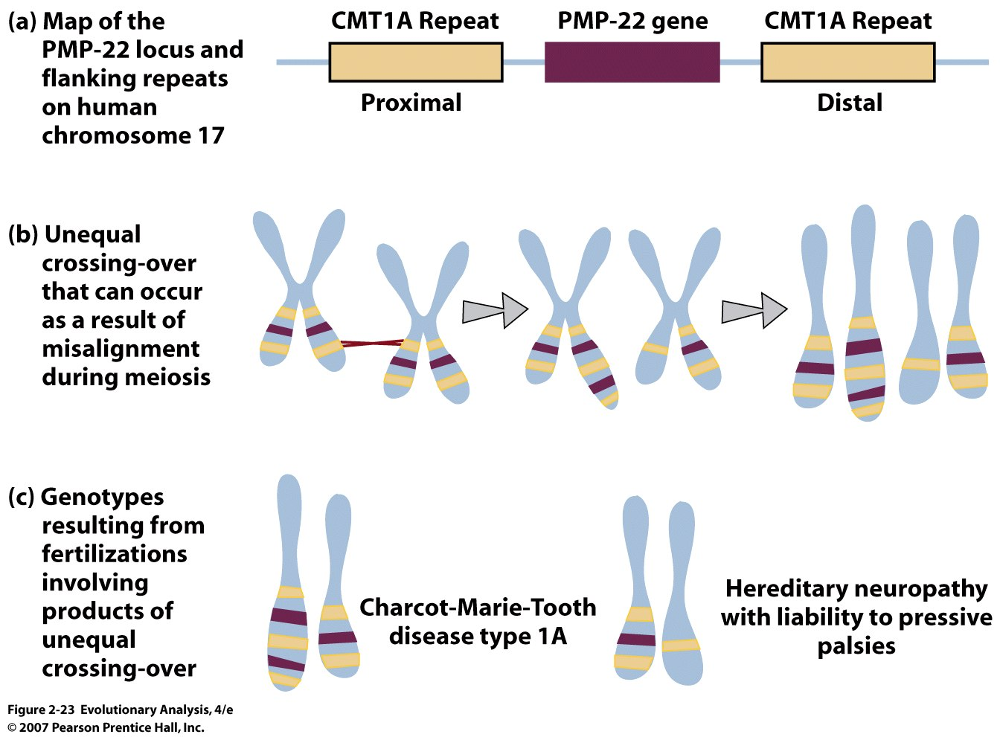 (a) Map of the
PMP-22 locus and
flanking repeats
on human
chromosome 17
CMT1A Repeat
PMP-22 gene
CMT1A Repeat
Proximal
Distal
(b) Unequal
crossing-over
that can occur
as a result of
misalignment
during meiosis
(c) Genotypes
resulting from
fertilizations
involving
products of
unequal
crossing-over
Charcot-Marie-Tooth
disease type 1A
Hereditary neuropathy
with liability to pressive
palsies
Figure 2-23 Evolutionary Analysis, 4/e
© 2007 Pearson Prentice Hall, Inc.